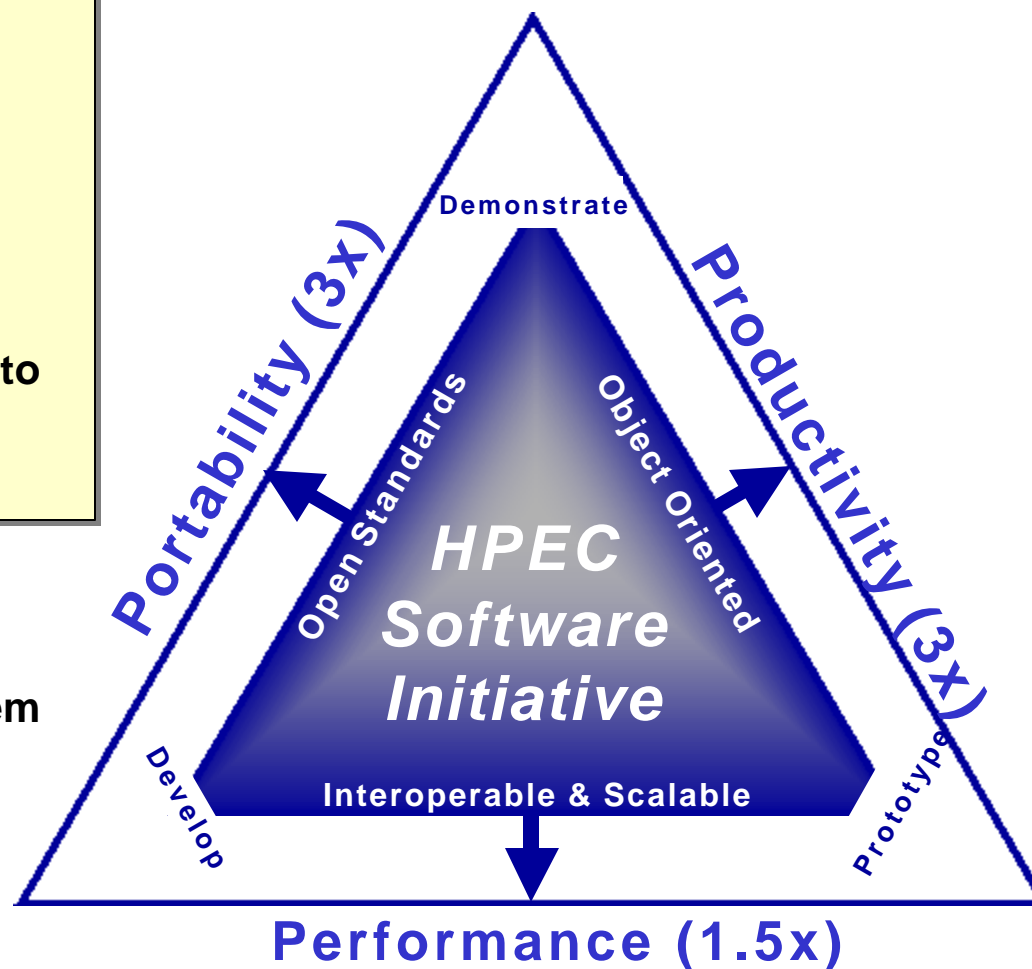 to
em
Demonstrate
Portability (3x)
Productivity (3x)
Open Standards
Object Oriented
HPEC
Software
Initiative
Interoperable & Scalable
Develop
Prototype
Performance (1.5x)